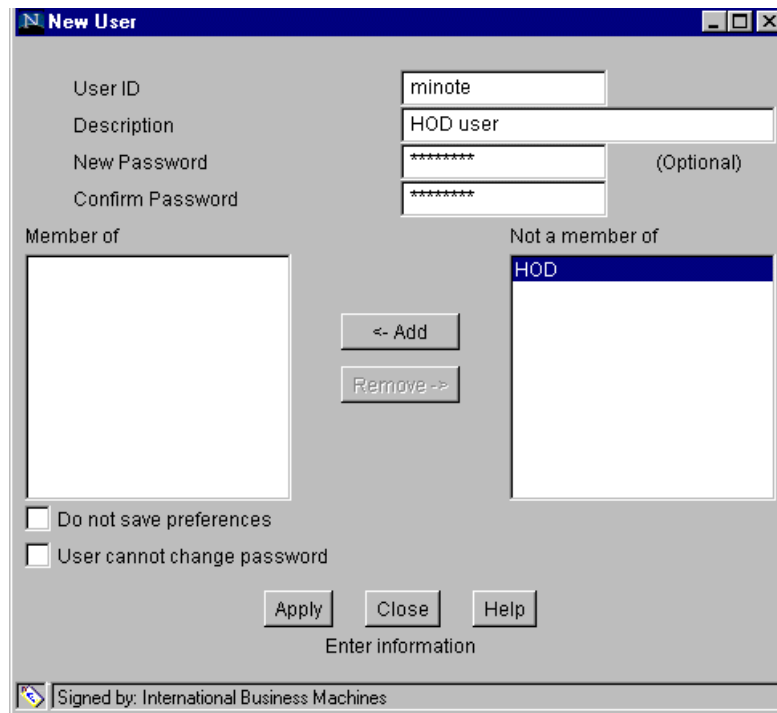 New User
User ID minote
Description HOD user
New Password ******** (Optional)
Confirm Password ********
Member of Not a member of
HOD
<- Add
Remove ->
Do not save preferences
User cannot change password
Apply Close Help
Enter information
Signed by: International Business Machines